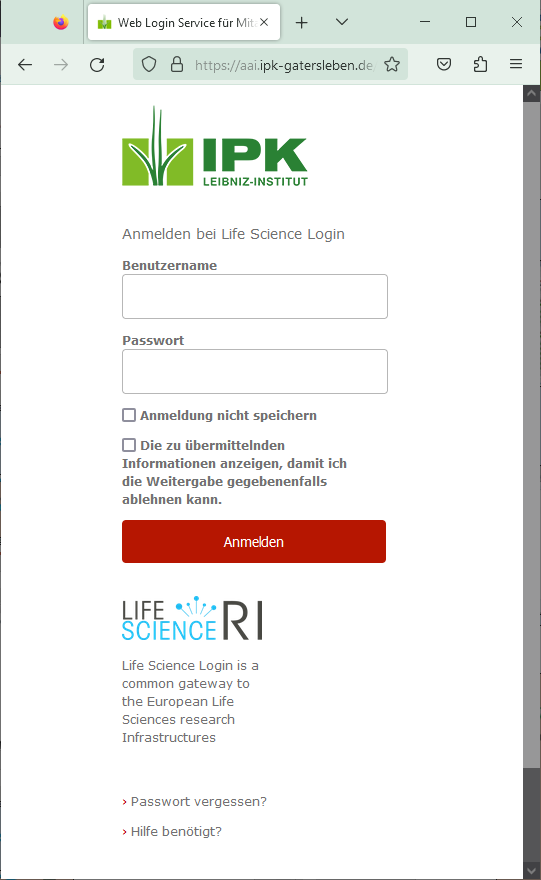 Web Login Service für Mita
https://aai.ipk-gatersleben.de
IPK
LEIBNIZ-INSTITUT
Anmelden bei Life Science Login
Benutzername
Passwort
Anmeldung nicht speichern
Die zu übermittelnden
Informationen anzeigen, damit ich
die Weitergabe gegebenenfalls
ablehnen kann.
Anmelden
LIFE
SCIENCE RI
Life Science Login is a
common gateway to
the European Life
Sciences research
Infrastructures
› Passwort vergessen?
› Hilfe benötigt?